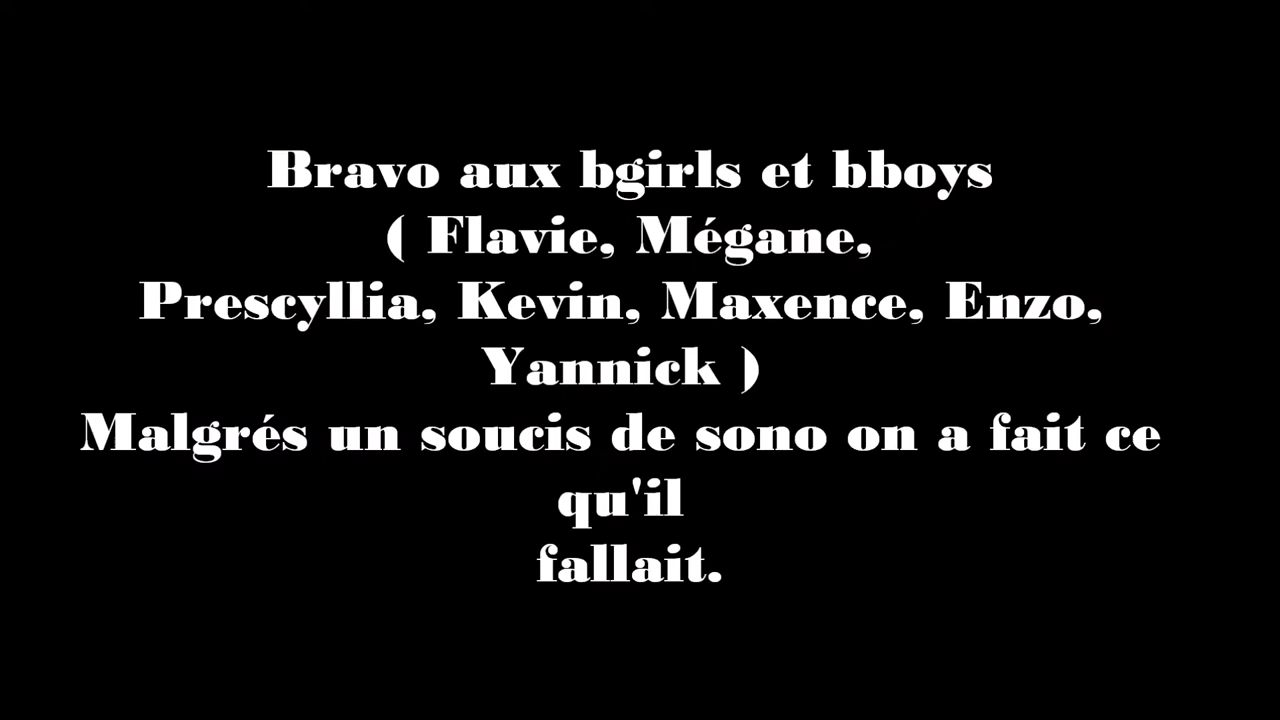 Bravo aux bgirls et bboys
( Flavie, Mégane,
Prescyllia, Kevin, Maxence, Enzo,
Yannick )
Malgrés un soucis de sono on a fait ce
qu'il
fallait.